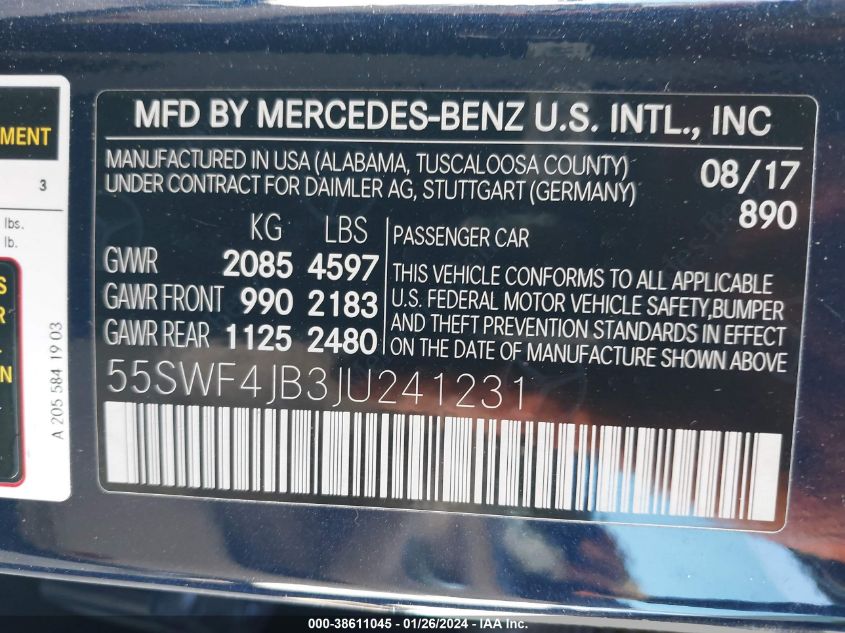 MENT
3
lbs.
lb.
S
R
N
A 205 584 19 03
MFD BY MERCEDES-BENZ U.S. INTL., INC
MANUFACTURED IN USA (ALABAMA, TUSCALOOSA COUNTY)
UNDER CONTRACT FOR DAIMLER AG, STUTTGART (GERMANY)
08/17
890
KG LBS
GVWR 2085 4597
GAWR FRONT 990 2183
GAWR REAR 1125 2480
PASSENGER CAR
THIS VEHICLE CONFORMS TO ALL APPLICABLE
U.S. FEDERAL MOTOR VEHICLE SAFETY,BUMPER
AND THEFT PREVENTION STANDARDS IN EFFECT
ON THE DATE OF MANUFACTURE SHOWN ABOVE
55SWF4JB3JU241231
000-38611045 - 01/26/2024 - IAA Inc.